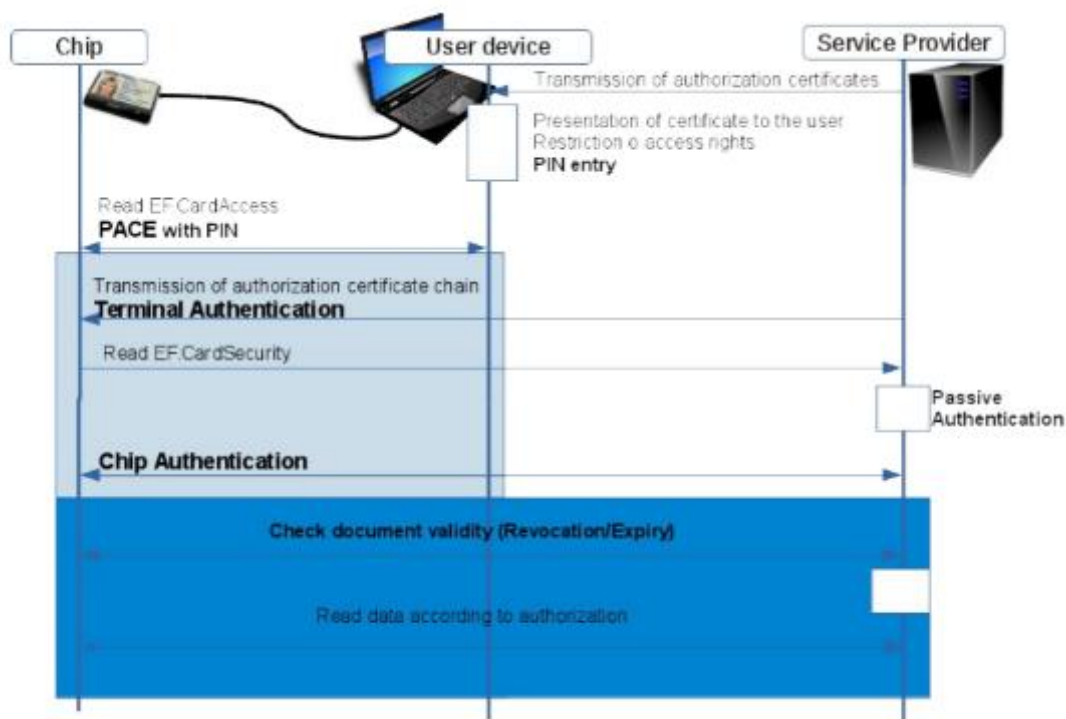 Chip
User device
Service Provider
Transmission of authorization certificates
Presentation of certificate to the user
Restriction o access rights
PIN entry
Read EF.CardAccess
PACE with PIN
Transmission of authorization certificate chain
Terminal Authentication
Read EF.CardSecurity
Passive
Authentication
Chip Authentication
Check document validity (Revocation/Expiry)
Read data according to authorization